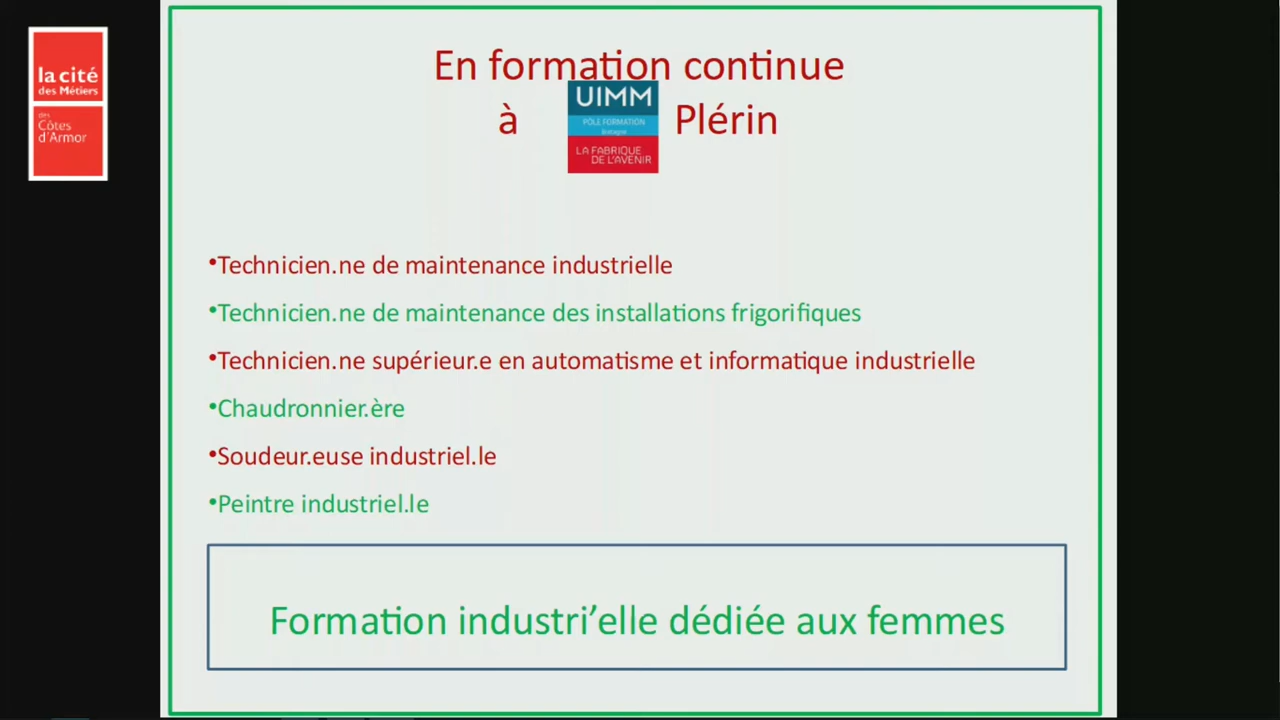 la cité
des Métiers
des
Côtes
d'Armor
En formation continue
à UIMM Plérin
PÔLE FORMATION
Bretagne
LA FABRIQUE
DE L'AVENIR
•Technicien.ne de maintenance industrielle
•Technicien.ne de maintenance des installations frigorifiques
•Technicien.ne supérieur.e en automatisme et informatique industrielle
•Chaudronnier.ère
•Soudeur.euse industriel.le
•Peintre industriel.le
Formation industri’elle dédiée aux femmes